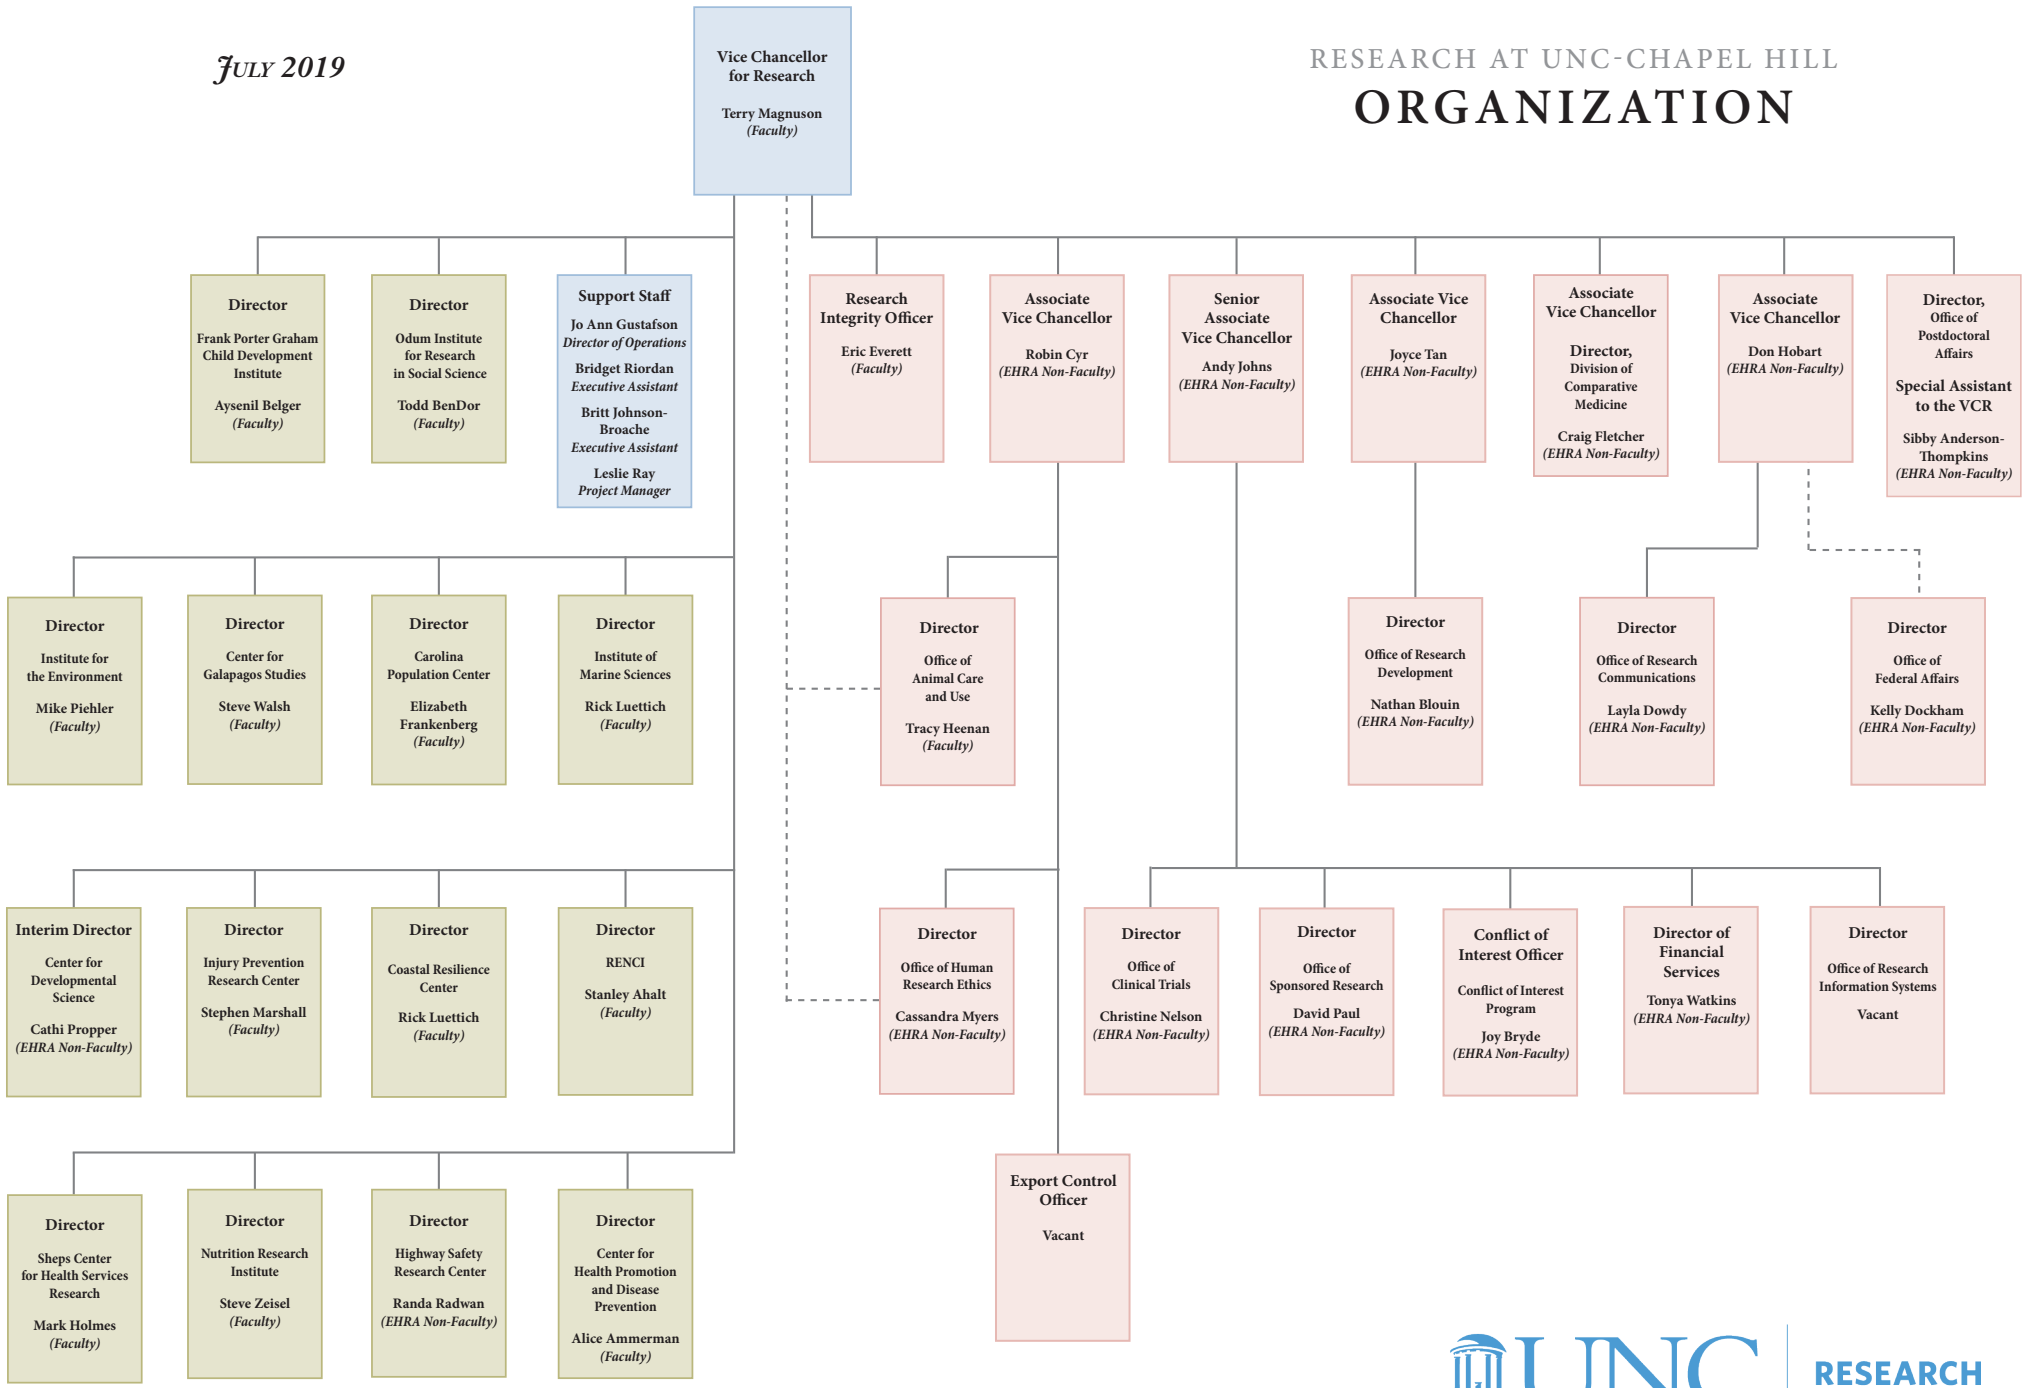 JULY 2019
RESEARCH AT UNC-CHAPEL HILL
ORGANIZATION
Vice Chancellor
for Research
Terry Magnuson
(Faculty)
Director
Frank Porter Graham
Child Development
Institute
Aysenil Belger
(Faculty)
Director
Odum Institute
for Research
in Social Science
Todd BenDor
(Faculty)
Support Staff
Jo Ann Gustafson
Director of Operations
Bridget Riordan
Executive Assistant
Britt Johnson-
Broache
Executive Assistant
Leslie Ray
Project Manager
Research
Integrity Officer
Eric Everett
(Faculty)
Associate
Vice Chancellor
Robin Cyr
(EHRA Non-Faculty)
Senior
Associate
Vice Chancellor
Andy Johns
(EHRA Non-Faculty)
Associate Vice
Chancellor
Joyce Tan
(EHRA Non-Faculty)
Associate
Vice Chancellor
Director,
Division of
Comparative
Medicine
Craig Fletcher
(EHRA Non-Faculty)
Associate
Vice Chancellor
Don Hobart
(EHRA Non-Faculty)
Director,
Office of
Postdoctoral
Affairs
Special Assistant
to the VCR
Sibby Anderson-
Thompkins
(EHRA Non-Faculty)
Director
Institute for
the Environment
Mike Piehler
(Faculty)
Director
Center for
Galapagos Studies
Steve Walsh
(Faculty)
Director
Carolina
Population Center
Elizabeth
Frankenberg
(Faculty)
Director
Institute of
Marine Sciences
Rick Luettich
(Faculty)
Director
Office of
Animal Care
and Use
Tracy Heenan
(Faculty)
Director
Office of Research
Development
Nathan Blouin
(EHRA Non-Faculty)
Director
Office of Research
Communications
Layla Dowdy
(EHRA Non-Faculty)
Director
Office of
Federal Affairs
Kelly Dockham
(EHRA Non-Faculty)
Interim Director
Center for
Developmental
Science
Cathi Propper
(EHRA Non-Faculty)
Director
Injury Prevention
Research Center
Stephen Marshall
(Faculty)
Director
Coastal Resilience
Center
Rick Luettich
(Faculty)
Director
RENCI
Stanley Ahalt
(Faculty)
Director
Office of Human
Research Ethics
Cassandra Myers
(EHRA Non-Faculty)
Director
Office of
Clinical Trials
Christine Nelson
(EHRA Non-Faculty)
Director
Office of
Sponsored Research
David Paul
(EHRA Non-Faculty)
Conflict of
Interest Officer
Conflict of Interest
Program
Joy Bryde
(EHRA Non-Faculty)
Director of
Financial
Services
Tonya Watkins
(EHRA Non-Faculty)
Director
Office of Research
Information Systems
Vacant
Director
Sheps Center
for Health Services
Research
Mark Holmes
(Faculty)
Director
Nutrition Research
Institute
Steve Zeisel
(Faculty)
Director
Highway Safety
Research Center
Randa Radwan
(EHRA Non-Faculty)
Director
Center for
Health Promotion
and Disease
Prevention
Alice Ammerman
(Faculty)
Export Control
Officer
Vacant
UNC
RESEARCH